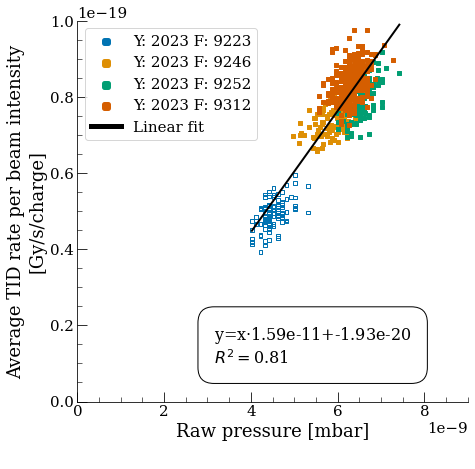 1e−19
1.0
0.8
0.6
0.4
0.2
0.0
Average TID rate per beam intensity
[Gy/s/charge]
Y: 2023 F: 9223
Y: 2023 F: 9246
Y: 2023 F: 9252
Y: 2023 F: 9312
Linear fit
y=x·1.59e-11+-1.93e-20
R² = 0.81
0 2 4 6 8
1e−9
Raw pressure [mbar]